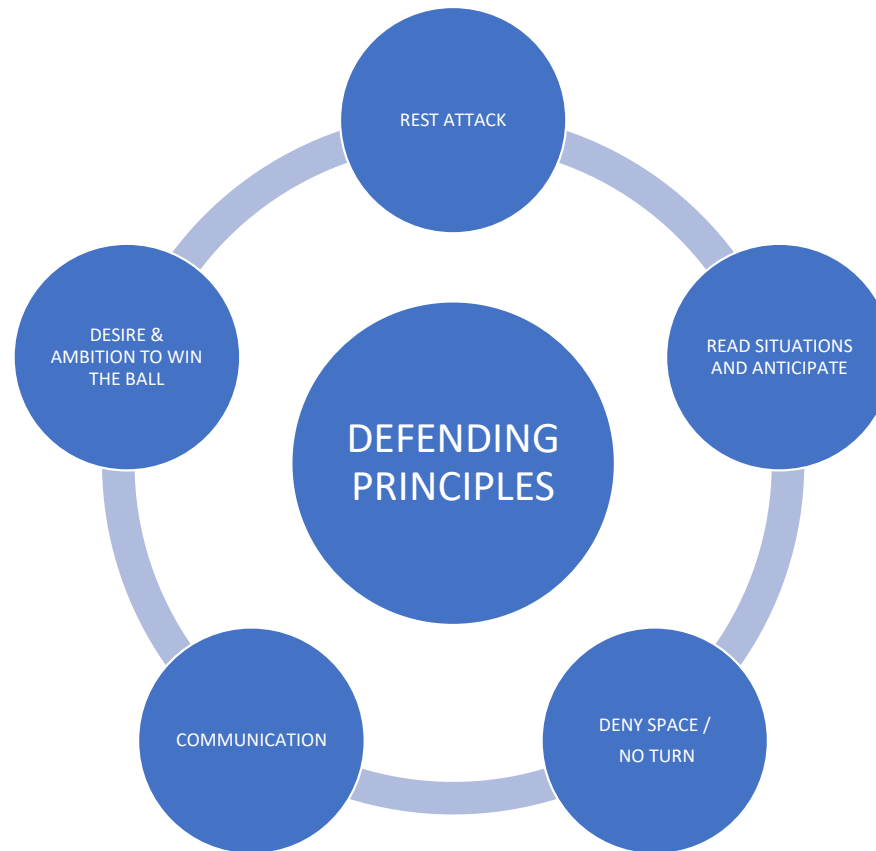 REST ATTACK
READ SITUATIONS
AND ANTICIPATE
DENY SPACE /
NO TURN
COMMUNICATION
DESIRE &
AMBITION TO WIN
THE BALL
DEFENDING
PRINCIPLES